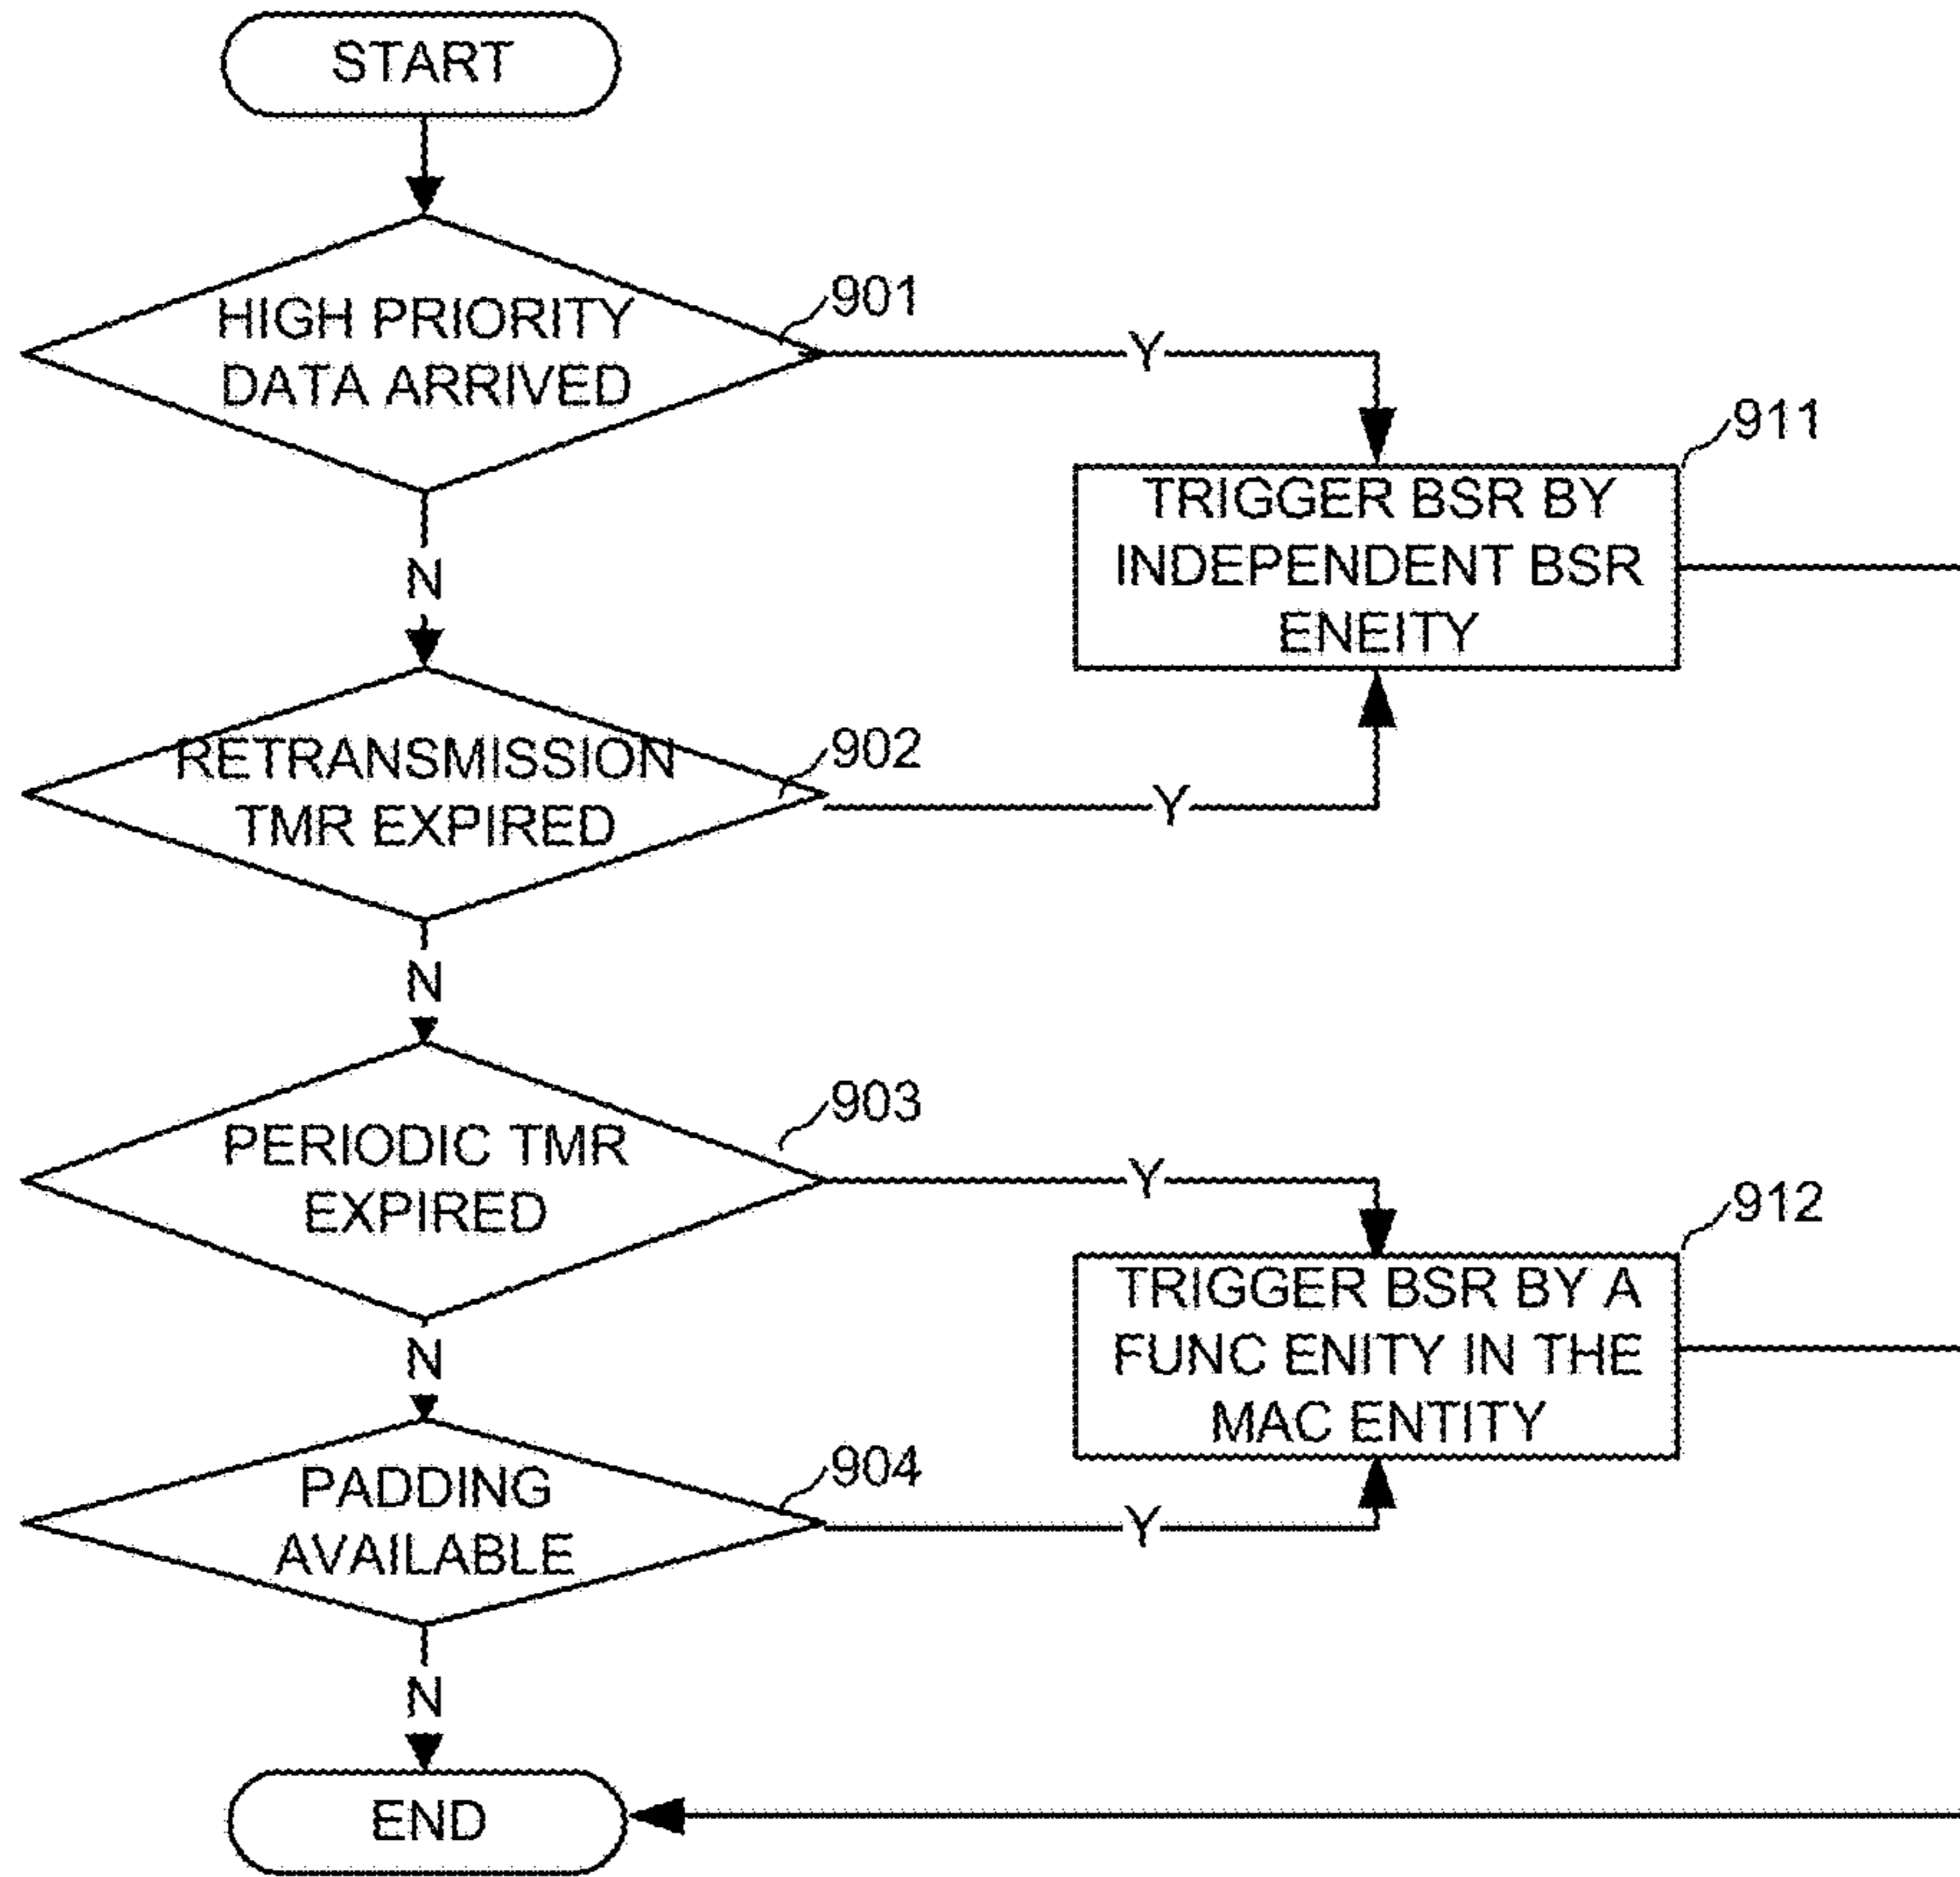 START
HIGH PRIORITY
DATA ARRIVED
901
Y
911
TRIGGER BSR BY
INDEPENDENT BSR
ENEITY
N
RETRANSMISSION
TMR EXPIRED
902
Y
N
PERIODIC TMR
EXPIRED
903
Y
912
TRIGGER BSR BY A
FUNC ENITY IN THE
MAC ENTITY
N
PADDING
AVAILABLE
904
Y
N
END